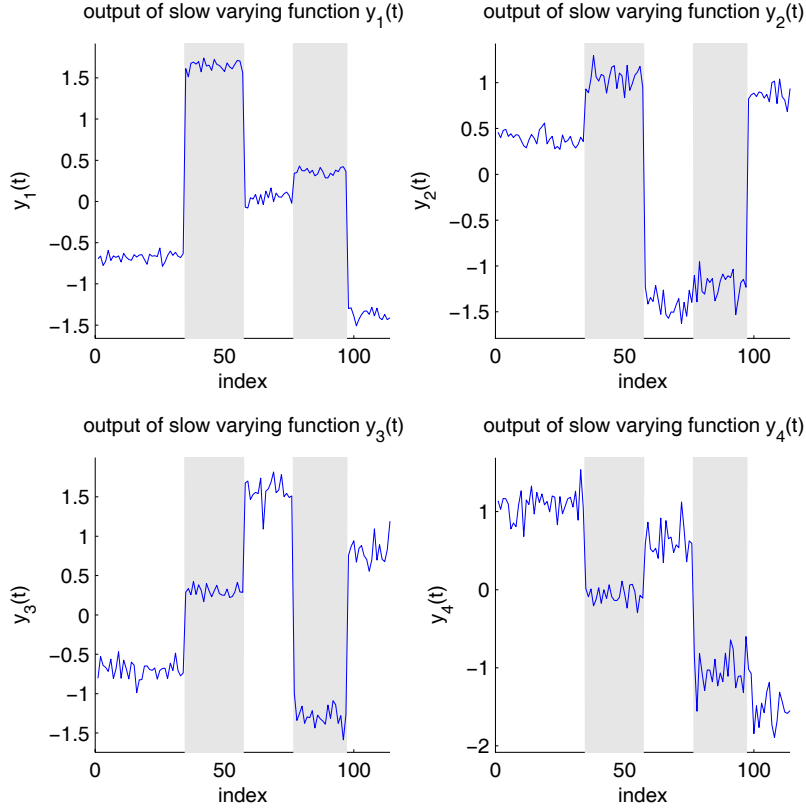 output of slow varying function y1(t)
1.5
1
0.5
0
−0.5
−1
−1.5
y1(t)
0 50 100
index
output of slow varying function y2(t)
1
0.5
0
−0.5
−1
−1.5
y2(t)
0 50 100
index
output of slow varying function y3(t)
1.5
1
0.5
0
−0.5
−1
−1.5
y3(t)
0 50 100
index
output of slow varying function y4(t)
1
0
−1
−2
y4(t)
0 50 100
index